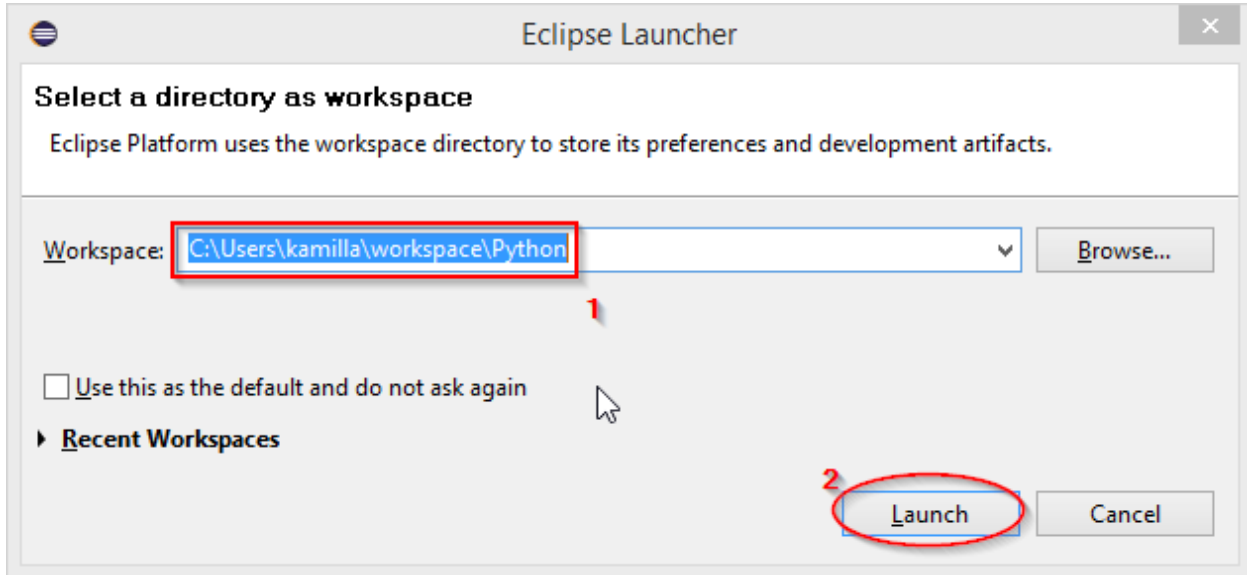 Eclipse Launcher
Select a directory as workspace
Eclipse Platform uses the workspace directory to store its preferences and development artifacts.
Workspace: C:\Users\kamilla\workspace\Python Browse...
1
Use this as the default and do not ask again
Recent Workspaces
2
Launch Cancel